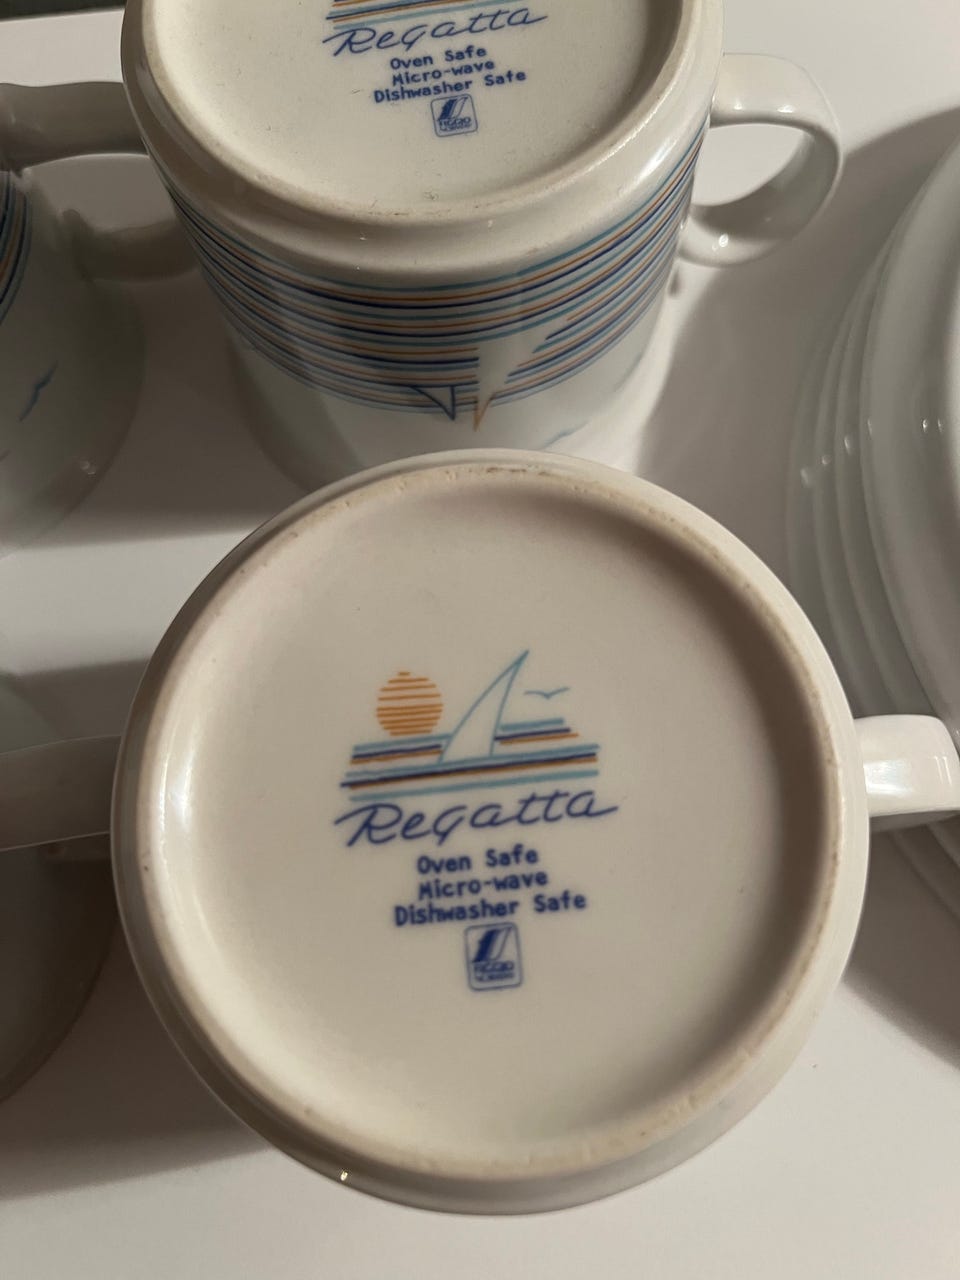 Regatta
Oven Safe
Micro-wave
Dishwasher Safe
Regatta
Oven Safe
Micro-wave
Dishwasher Safe